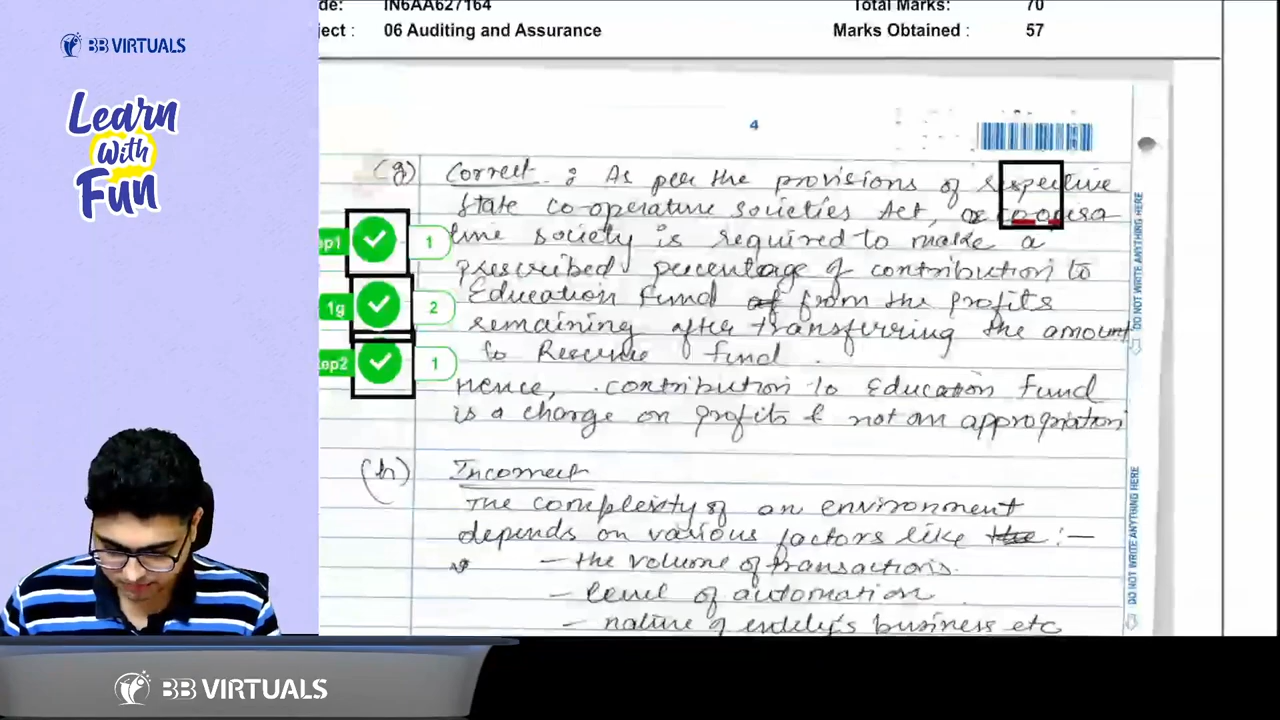 BB VIRTUALS
Learn
with
Fun
de: IN6AA627164 Total Marks: 70
ject : 06 Auditing and Assurance Marks Obtained : 57
4
(g) Correct : As per the provisions of respective
State co-operative societies Act, a co-opera
op1 1
tive society is required to make a
prescribed percentage of contribution to
1g 2
Education Fund of from the profits
remaining after transferring the amount
op2 1
to Reserve fund.
Hence, contribution to Education Fund
is a charge on profits & not an appropriation
(h) Incorrect
The complexity of an environment
depends on various factors like the :-
- the volume of transactions.
- level of automation.
- nature of entity's business etc
DO NOT WRITE ANYTHING HERE
DO NOT WRITE ANYTHING HERE
BB VIRTUALS